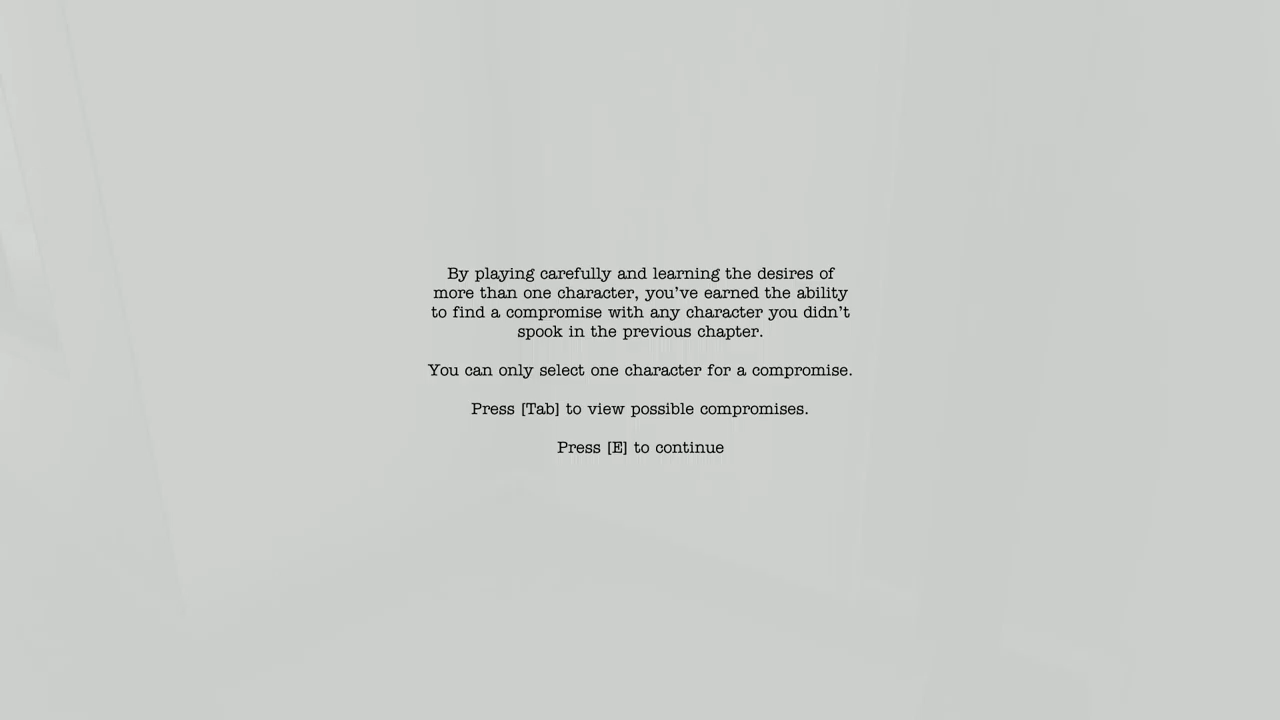 By playing carefully and learning the desires of
more than one character, you've earned the ability
to find a compromise with any character you didn't
spook in the previous chapter.
You can only select one character for a compromise.
Press [Tab] to view possible compromises.
Press [E] to continue